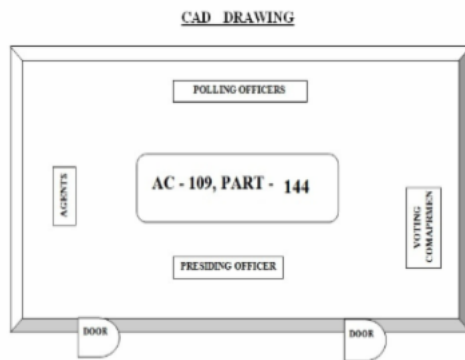 CAD DRAWING
POLLING OFFICERS
AGENTS
AC - 109, PART - 144
VOTING
COMAPRMEN
PRESIDING OFFICER
DOOR
DOOR